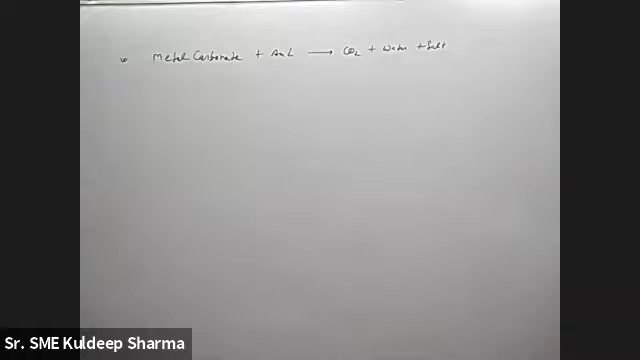 * Metal Carbonate + Acid ⟶ CO2 + Water + Salt
Sr. SME Kuldeep Sharma